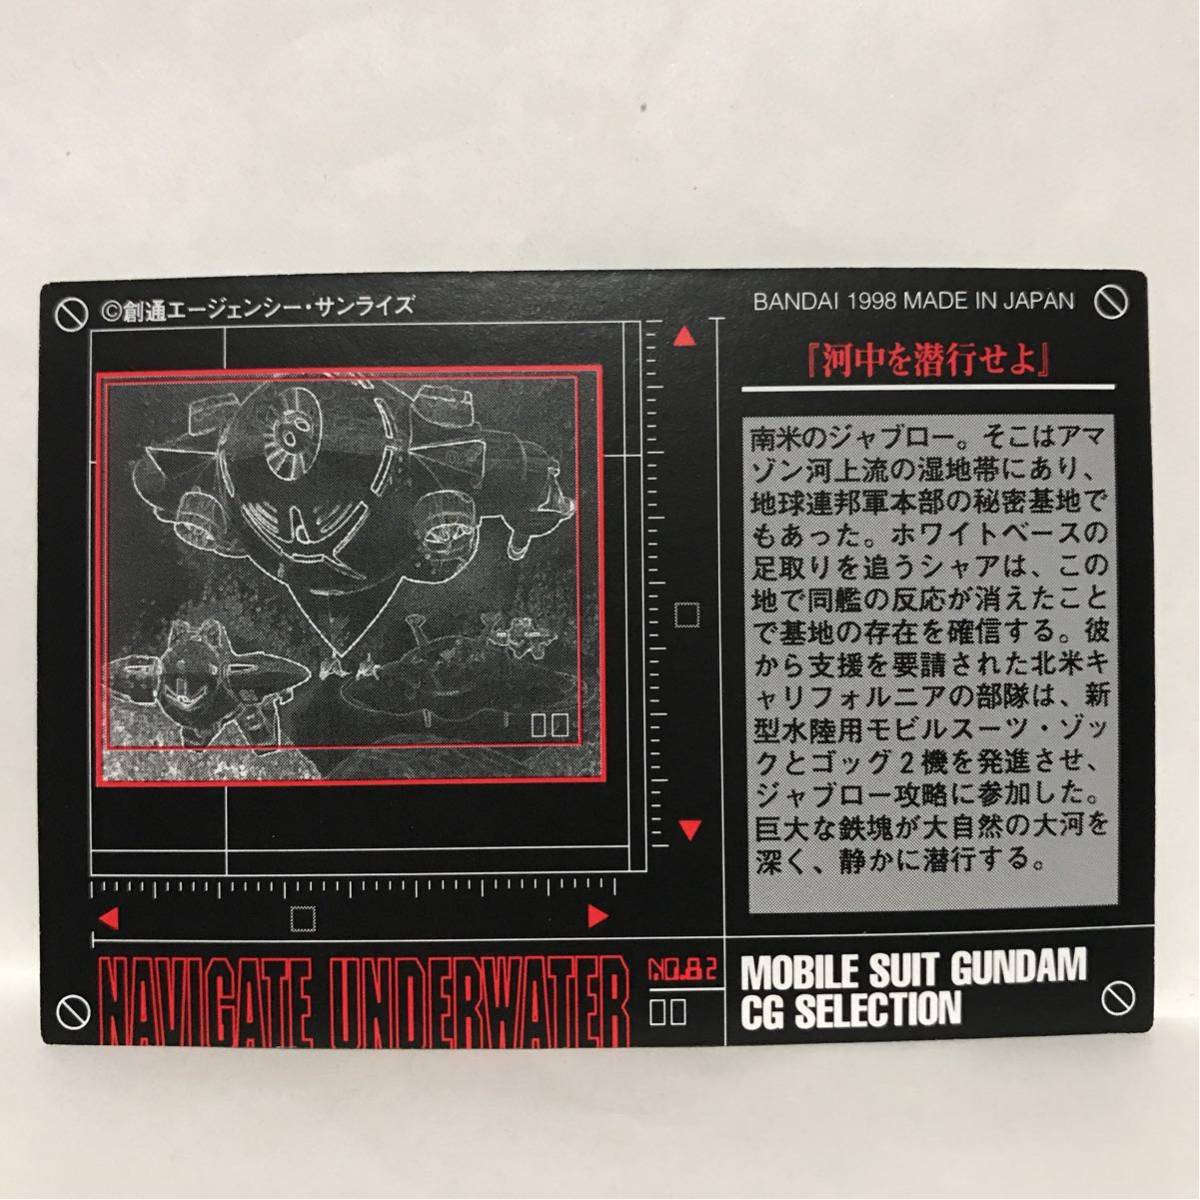 ©創通エージェンシー・サンライズ
BANDAI 1998 MADE IN JAPAN
『河中を潜行せよ』
南米のジャブロー。そこはアマ
ゾン河上流の湿地帯にあり、
地球連邦軍本部の秘密基地で
もあった。ホワイトベースの
足取りを追うシャアは、この
地で同艦の反応が消えたこと
で基地の存在を確信する。彼
から支援を要請された北米キ
ャリフォルニアの部隊は、新
型水陸用モビルスーツ・ゾッ
クとゴッグ2機を発進させ、
ジャブロー攻略に参加した。
巨大な鉄塊が大自然の大河を
深く、静かに潜行する。
NAVIGATE UNDERWATER
NO.82
MOBILE SUIT GUNDAM
CG SELECTION